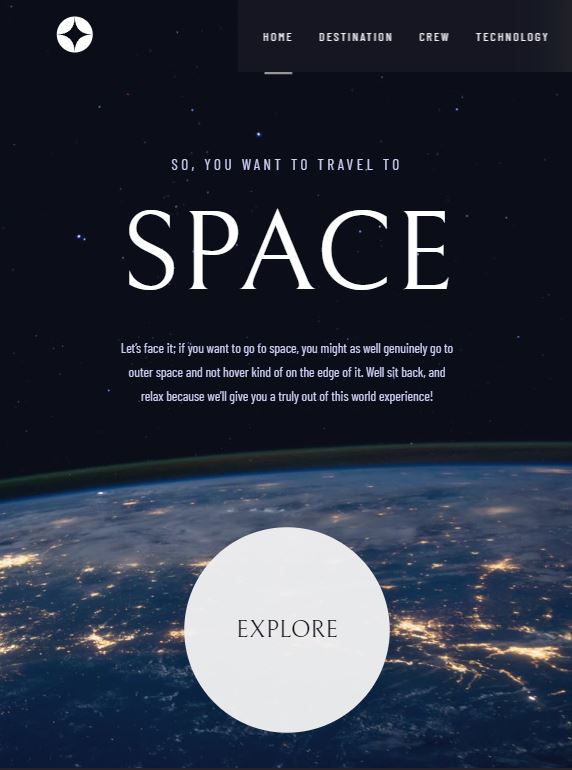 HOME DESTINATION CREW TECHNOLOGY
SO, YOU WANT TO TRAVEL TO
SPACE
Let's face it; if you want to go to space, you might as well genuinely go to
outer space and not hover kind of on the edge of it. Well sit back, and
relax because we'll give you a truly out of this world experience!
EXPLORE